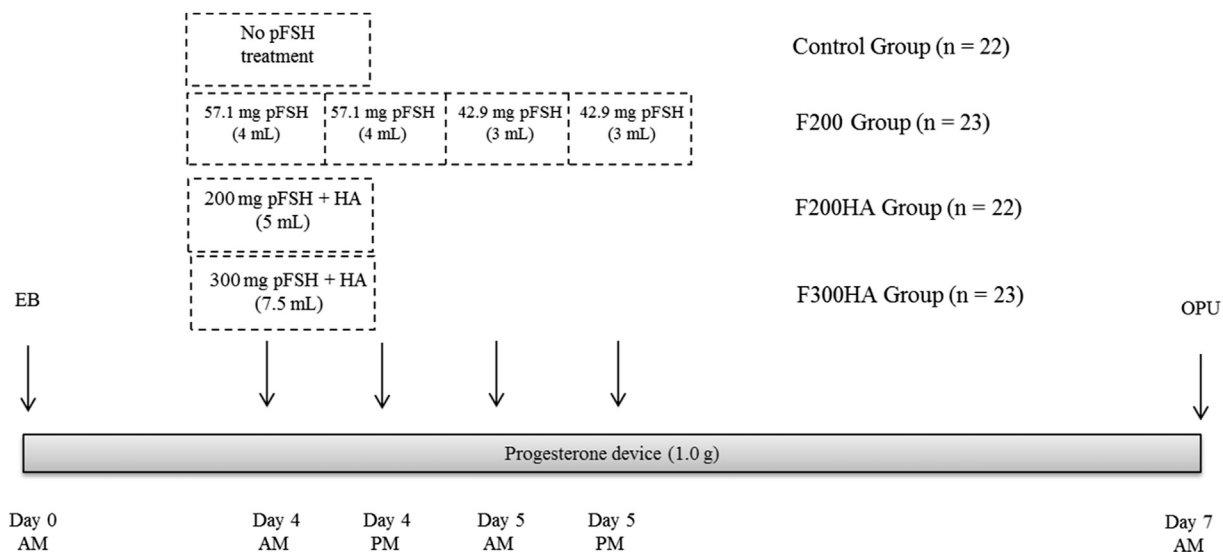 No pFSH
treatment
Control Group (n = 22)
57.1 mg pFSH
(4 mL)
57.1 mg pFSH
(4 mL)
42.9 mg pFSH
(3 mL)
42.9 mg pFSH
(3 mL)
F200 Group (n = 23)
200 mg pFSH + HA
(5 mL)
F200HA Group (n = 22)
300 mg pFSH + HA
(7.5 mL)
F300HA Group (n = 23)
EB
OPU
Progesterone device (1.0 g)
Day 0
AM
Day 4
AM
Day 4
PM
Day 5
AM
Day 5
PM
Day 7
AM